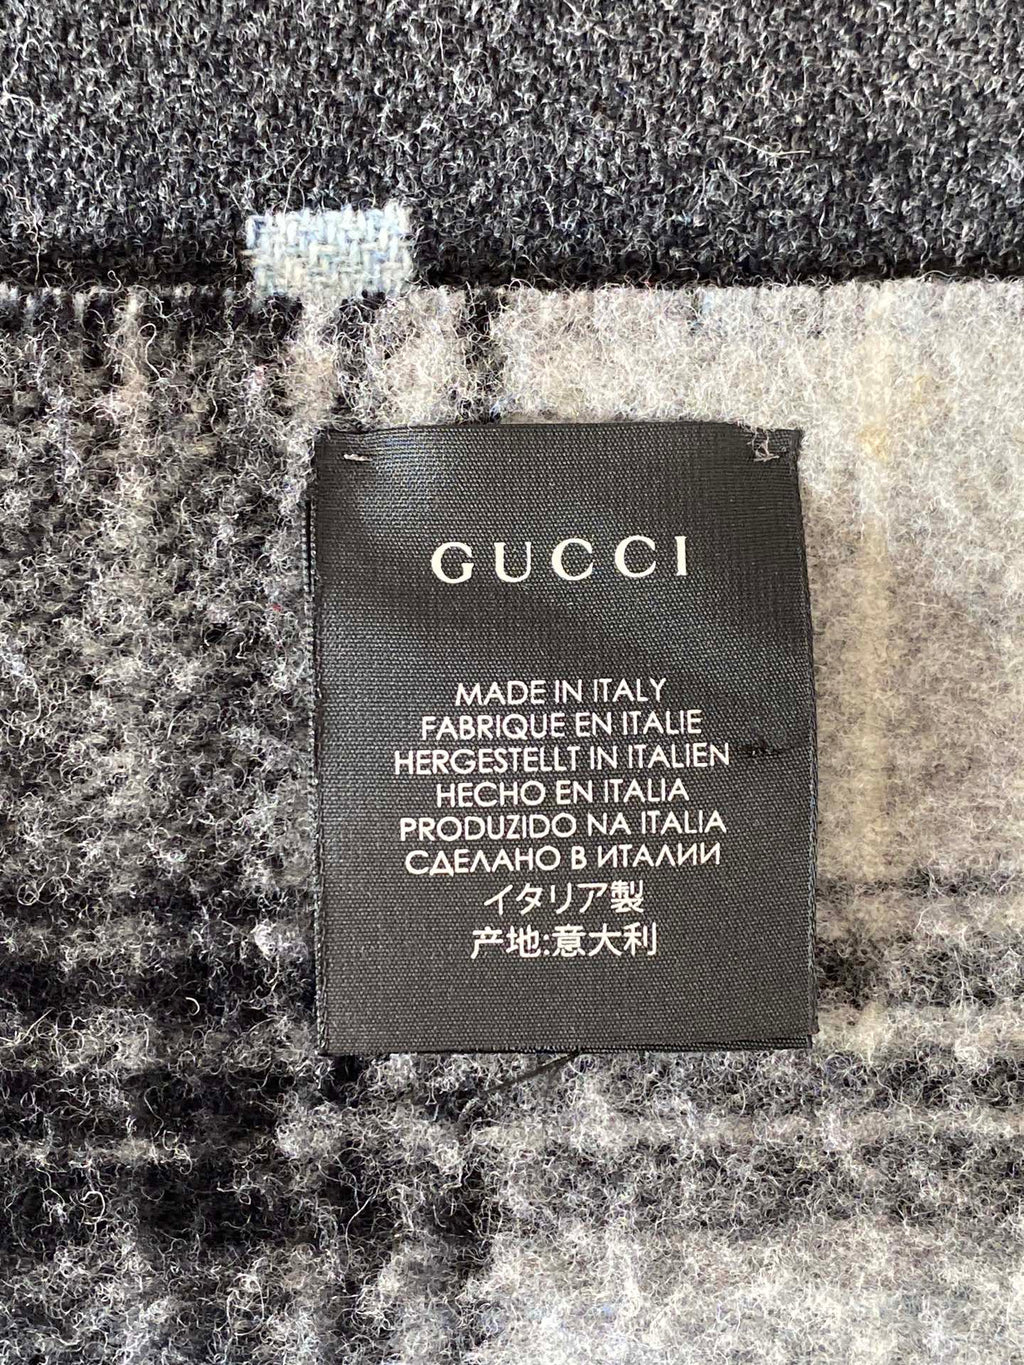 GUCCI
MADE IN ITALY
FABRIQUE EN ITALIE
HERGESTELLT IN ITALIEN
HECHO EN ITALIA
PRODUZIDO NA ITALIA
СДЕЛАНО В ИТАЛИИ
イタリア製
产地:意大利